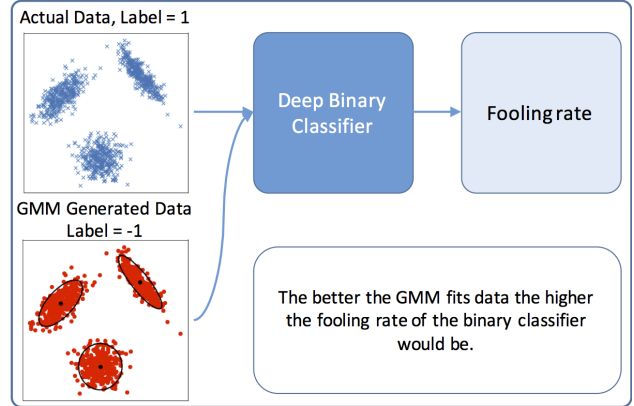 Actual Data, Label = 1
Deep Binary
Classifier
Fooling rate
GMM Generated Data
Label = -1
The better the GMM fits data the higher
the fooling rate of the binary classifier
would be.